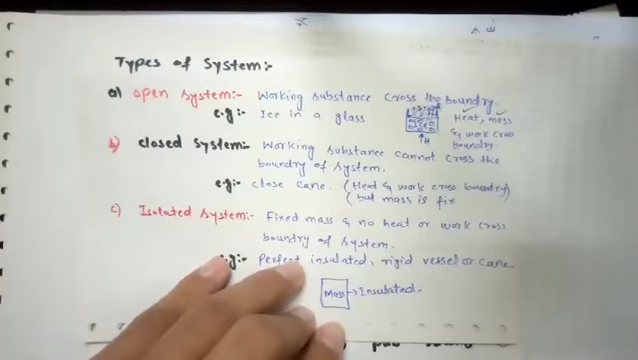 Types of System:-
a) open system:- Working substance cross the boundry.
e.g:- Ice in a glass
Heat, mass
& work cross
boundry.
b) closed system:- Working substance cannot cross the
boundry of system.
e.g:- close cane. (Heat & work cross boundry)
(but mass is fix
c) Isolated system:- Fixed mass & no heat or work cross
boundry of system.
e.g:- Perfect insulated, rigid vessel or cane
Mass → Insulated.